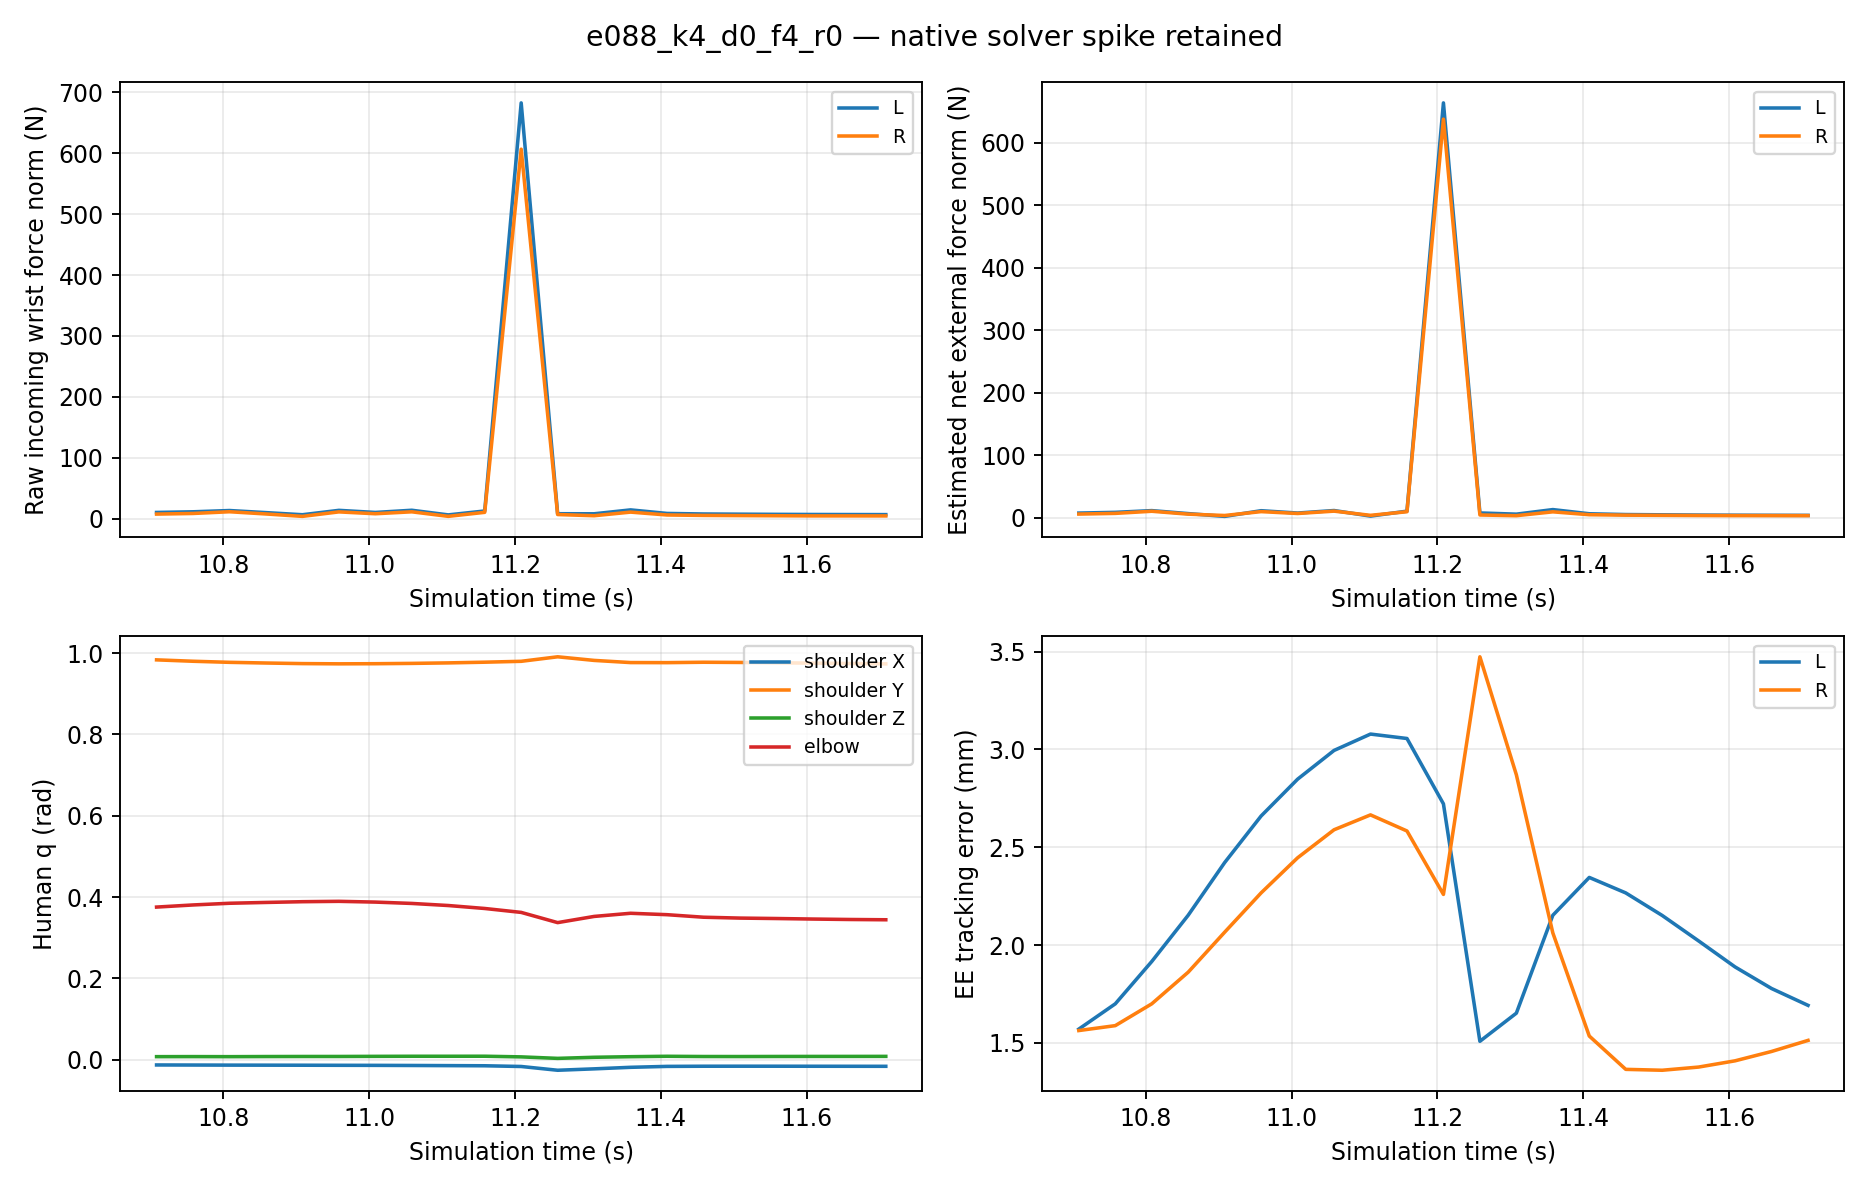 e088_k4_d0_f4_r0 — native solver spike retained
Raw incoming wrist force norm (N)
700
600
500
400
300
200
100
0
L
R
10.8 11.0 11.2 11.4 11.6
Simulation time (s)
Estimated net external force norm (N)
600
500
400
300
200
100
0
L
R
10.8 11.0 11.2 11.4 11.6
Simulation time (s)
Human q (rad)
1.0
0.8
0.6
0.4
0.2
0.0
shoulder X
shoulder Y
shoulder Z
elbow
10.8 11.0 11.2 11.4 11.6
Simulation time (s)
EE tracking error (mm)
3.5
3.0
2.5
2.0
1.5
L
R
10.8 11.0 11.2 11.4 11.6
Simulation time (s)